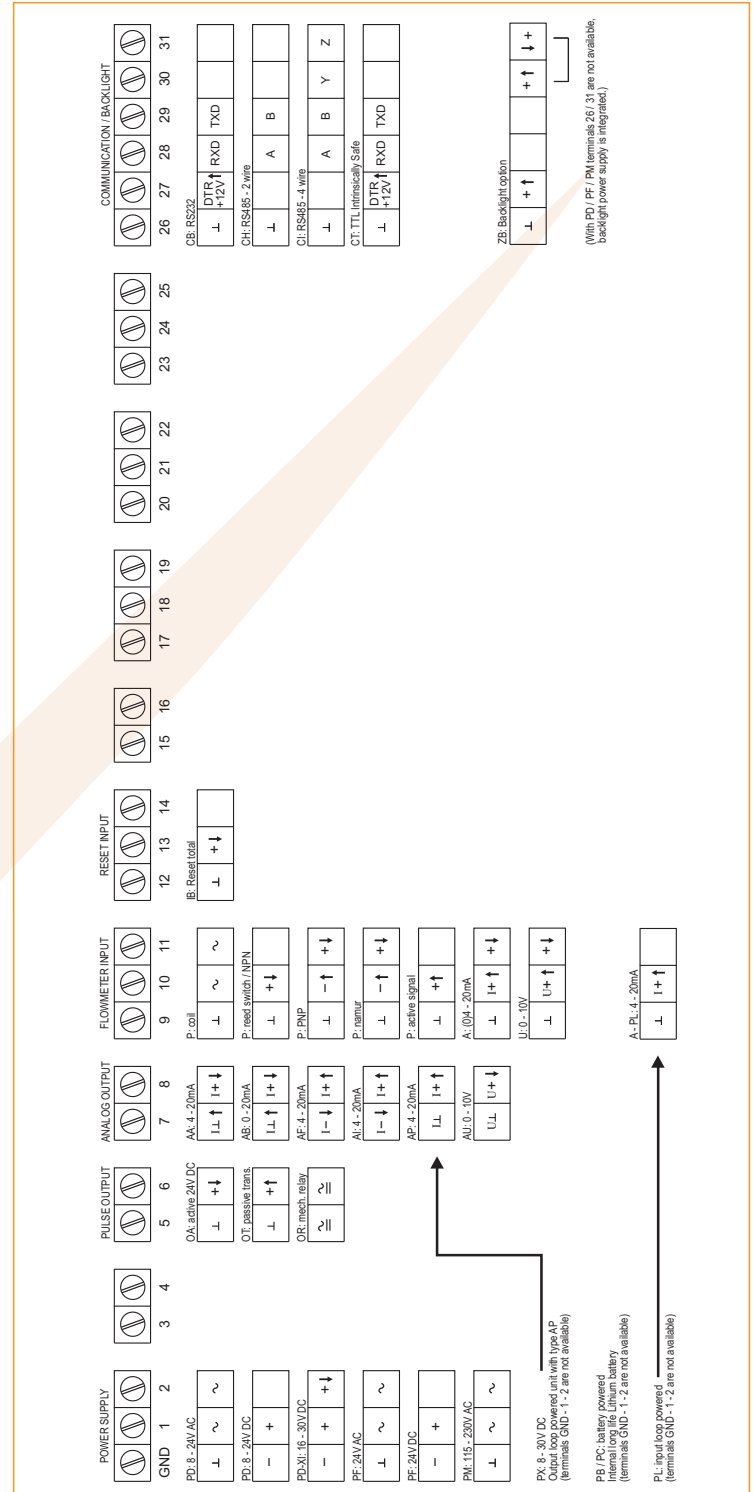 POWER SUPPLY
GND 1 2
PD: 8 - 24V AC
⊥ ~ ~
PD: 8 - 24V DC
− +
PD-XI: 16 - 30V DC
− + +↓
PF: 24V AC
⊥ ~ ~
PF: 24V DC
− +
PM: 115 - 230V AC
⊥ ~ ~
PX: 8 - 30V DC
Output loop powered unit with type AP
(terminals GND - 1 - 2 are not available)
PB / PC: battery powered
Internal long life Lithium battery
(terminals GND - 1 - 2 are not available)
PL: input loop powered
(terminals GND - 1 - 2 are not available)
3 4
PULSE OUTPUT
5 6
OA: active 24V DC
⊥ +↓
OT: passive trans.
⊥ +↑
OR: mech. relay
≂ ≂
ANALOG OUTPUT
7 8
AA: 4 - 20mA
I⊥↑ I+↓
AB: 0 - 20mA
I⊥↑ I+↓
AF: 4 - 20mA
I−↓ I+↑
AI: 4 - 20mA
I−↓ I+↑
AP: 4 - 20mA
I⊥ I+↑
AU: 0 - 10V
U⊥ U+↓
FLOWMETER INPUT
9 10 11
P: coil
⊥ ~ ~
P: reed switch / NPN
⊥ +↓
P: PNP
⊥ −↑ +↓
P: namur
⊥ −↑ +↓
P: active signal
⊥ +↑
A: (0)4 - 20mA
⊥ I+↑ +↓
U: 0 - 10V
⊥ U+↑ +↓
A - PL: 4 - 20mA
⊥ I+↑
RESET INPUT
12 13 14
IB: Reset total
⊥ +↓
15 16
17 18 19
20 21 22
23 24 25
COMMUNICATION / BACKLIGHT
26 27 28 29 30 31
CB: RS232
⊥ DTR +12V↑ RXD TXD
CH: RS485 - 2 wire
⊥ A B
CI: RS485 - 4 wire
⊥ A B Y Z
CT: TTL Intrinsically Safe
⊥ DTR +12V↑ RXD TXD
ZB: Backlight option
⊥ +↑ +↑ ↓+
(With PD / PF / PM terminals 26 / 31 are not available,
backlight power supply is integrated.)